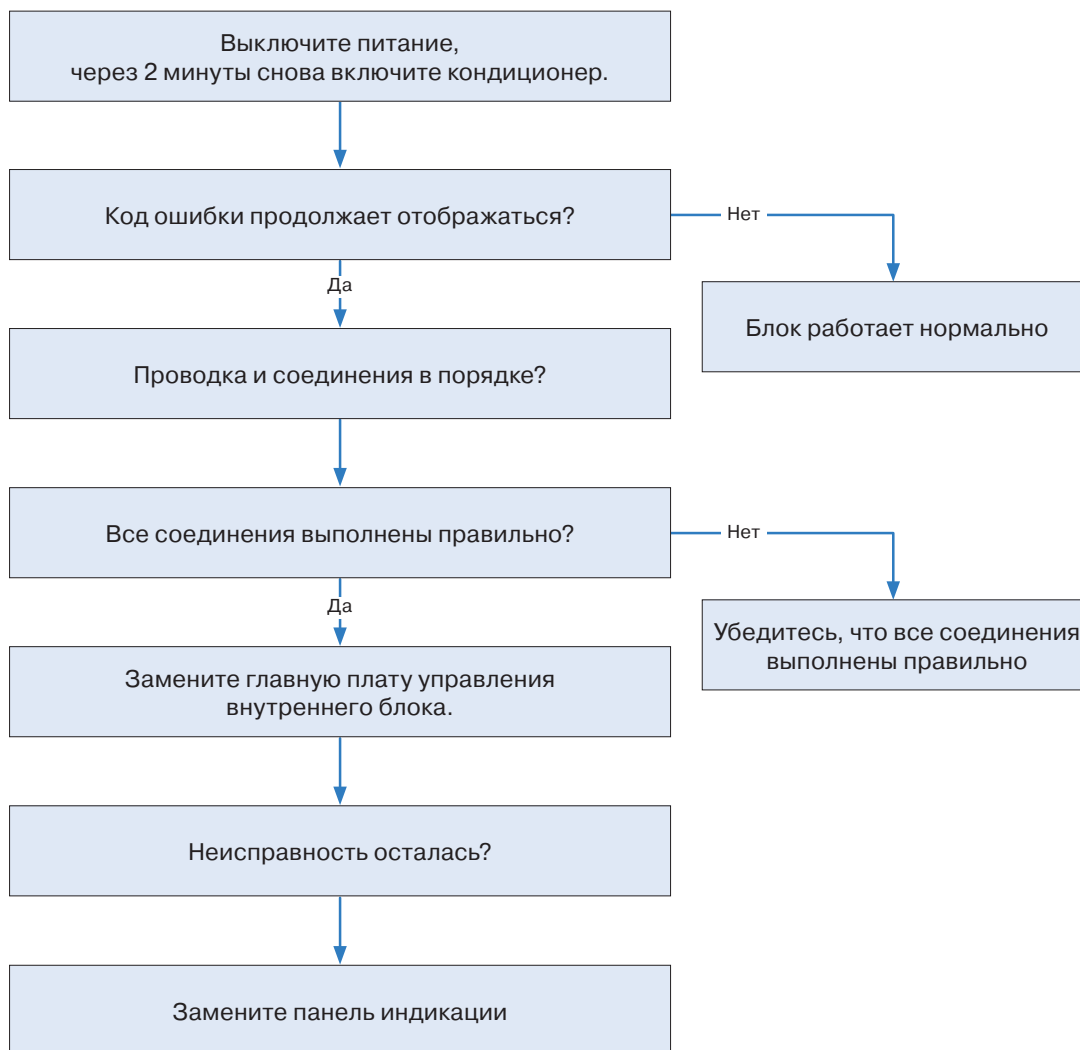 Выключите питание,
через 2 минуты снова включите кондиционер.
Код ошибки продолжает отображаться?
Нет
Да
Блок работает нормально
Проводка и соединения в порядке?
Все соединения выполнены правильно?
Нет
Да
Убедитесь, что все соединения
выполнены правильно
Замените главную плату управления
внутреннего блока.
Неисправность осталась?
Замените панель индикации